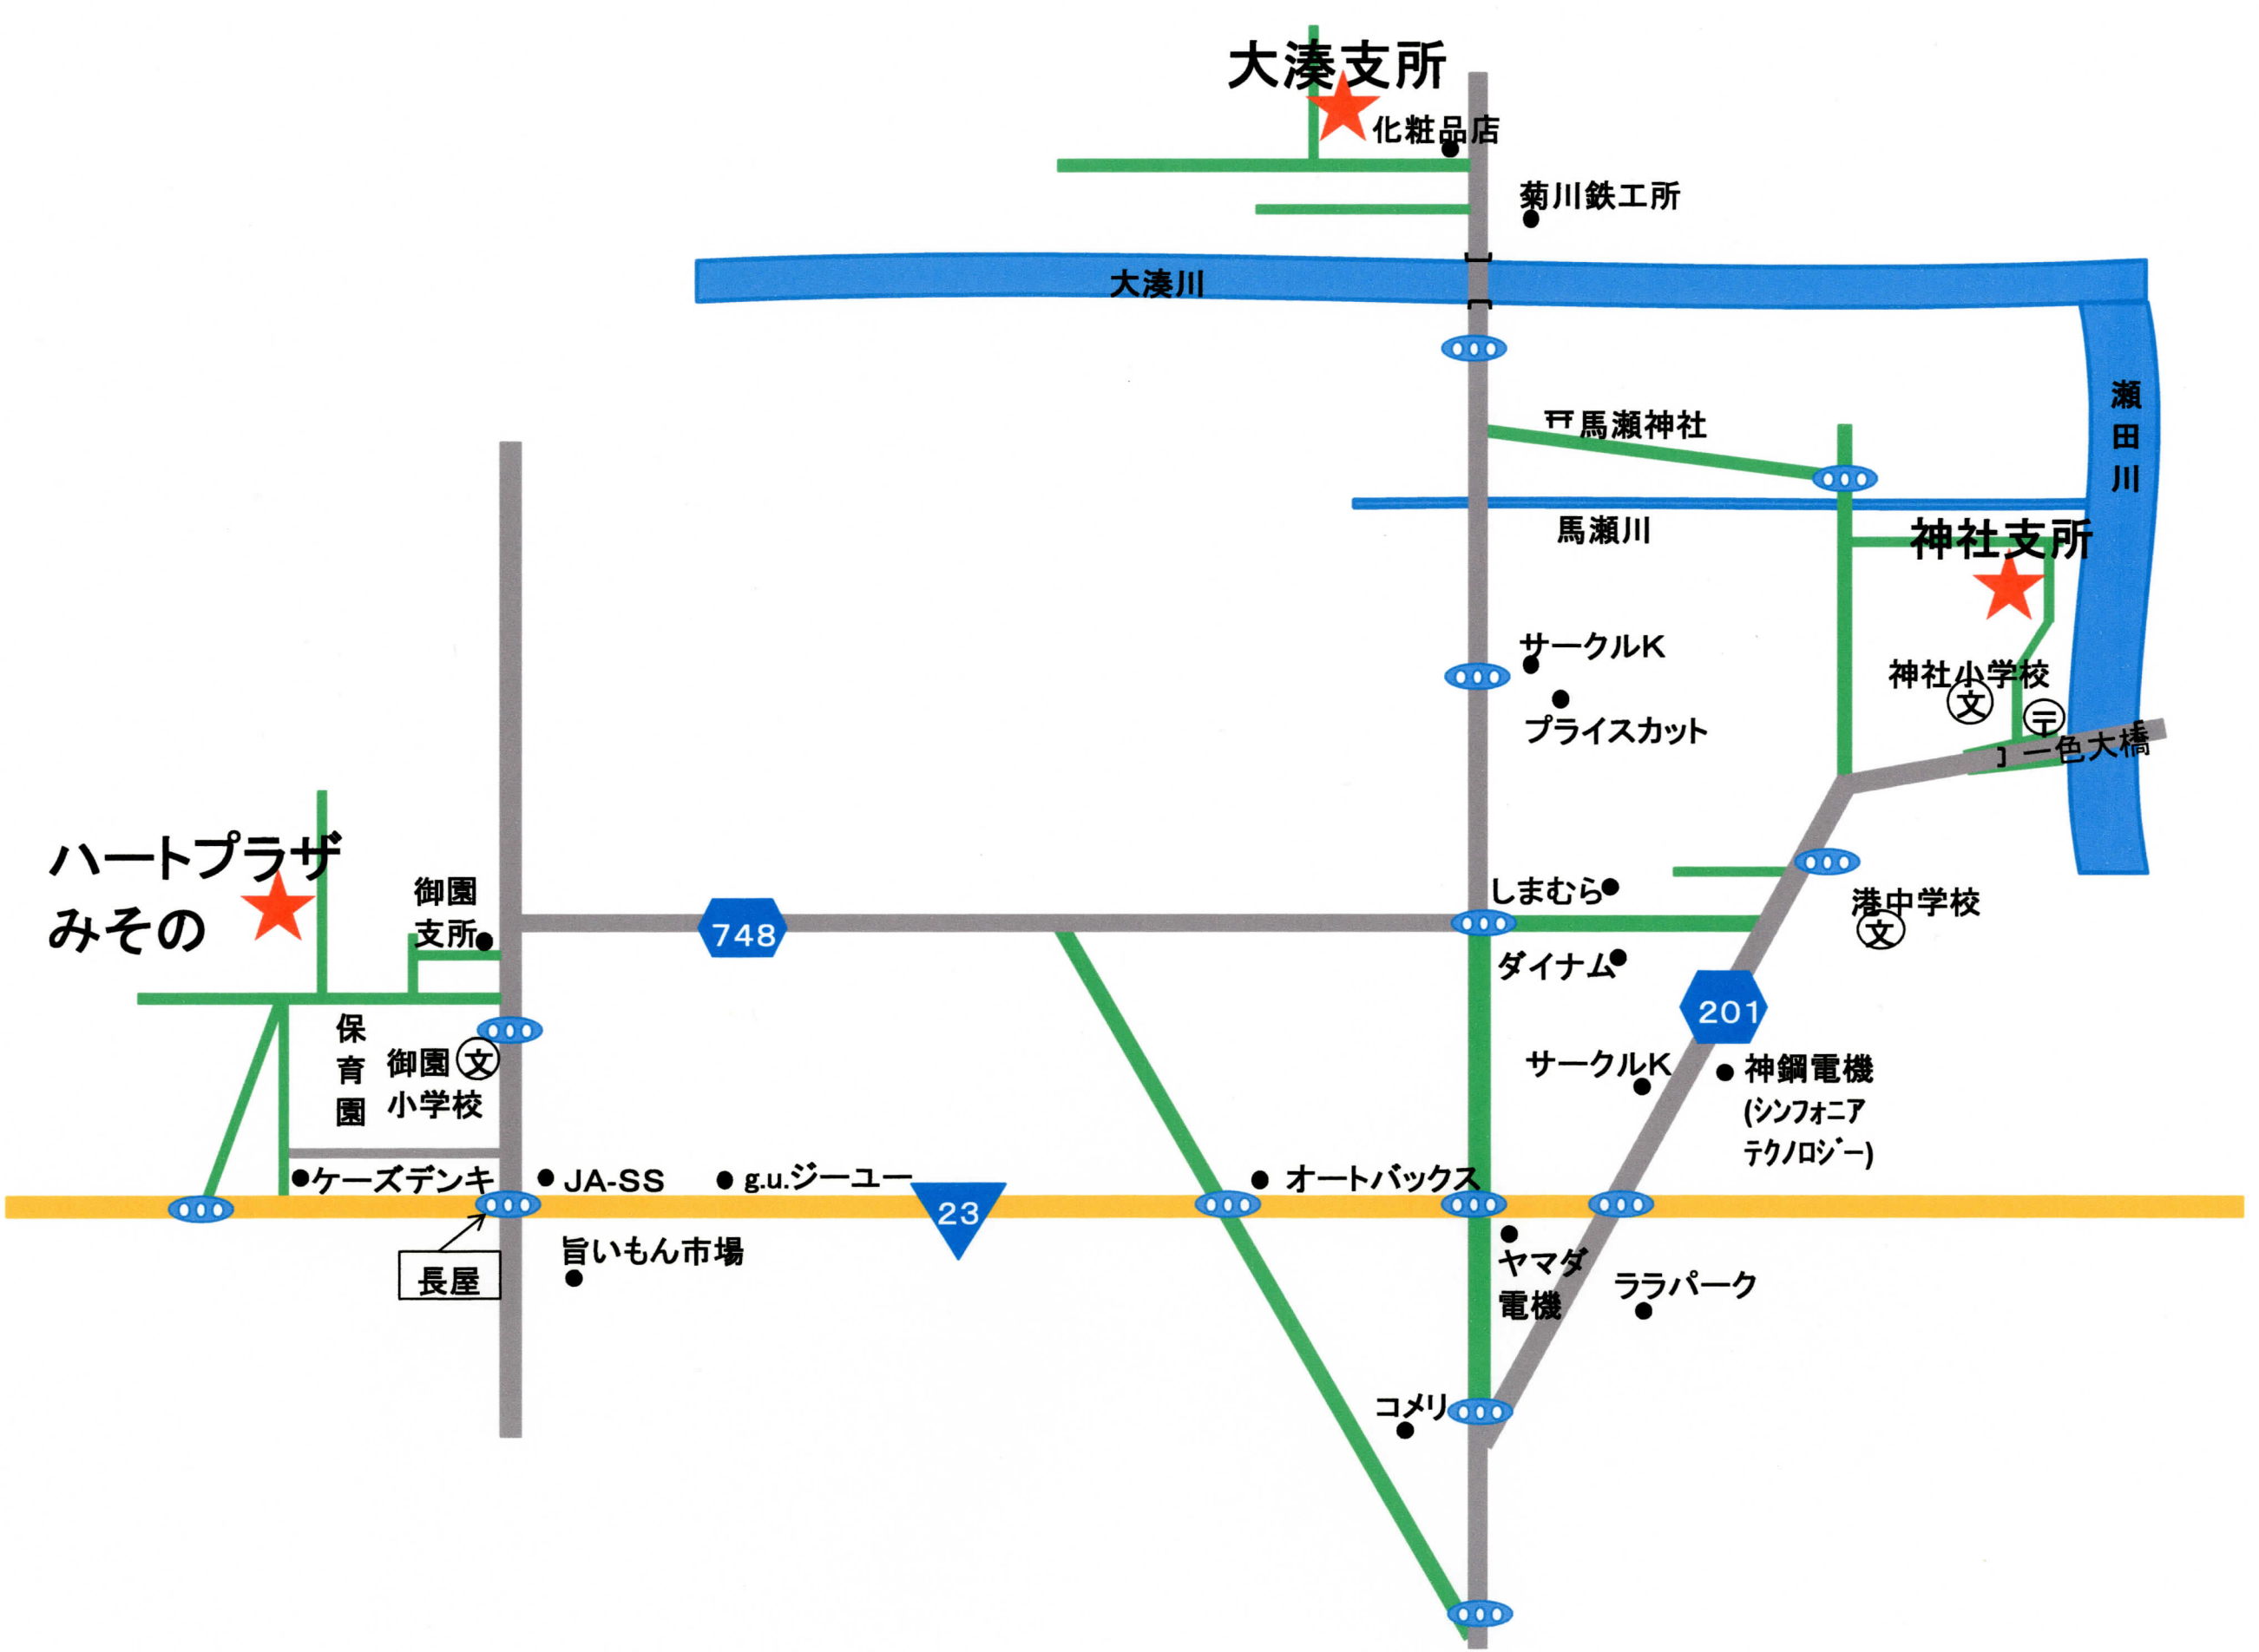 大湊支所
化粧品店
菊川鉄工所
大湊川
瀬
田
川
馬瀬神社
馬瀬川
神社支所
サークルK
神社小学校
文
〒
プライスカット
一色大橋
ハートプラザ
みその
御園
支所
しまむら
港中学校
文
748
ダイナム
201
保
育
園
御園
文
小学校
サークルK
神鋼電機
(シンフォニア
テクノロジー)
ケーズデンキ
JA-SS
g.u.ジーユー
オートバックス
23
長屋
旨いもん市場
ヤマダ
電機
ララパーク
コメリ